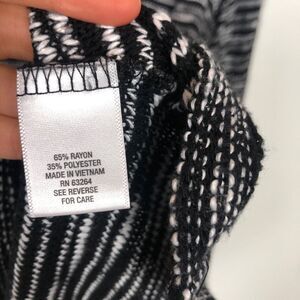 65% RAYON
35% POLYESTER
MADE IN VIETNAM
RN 63264
SEE REVERSE
FOR CARE